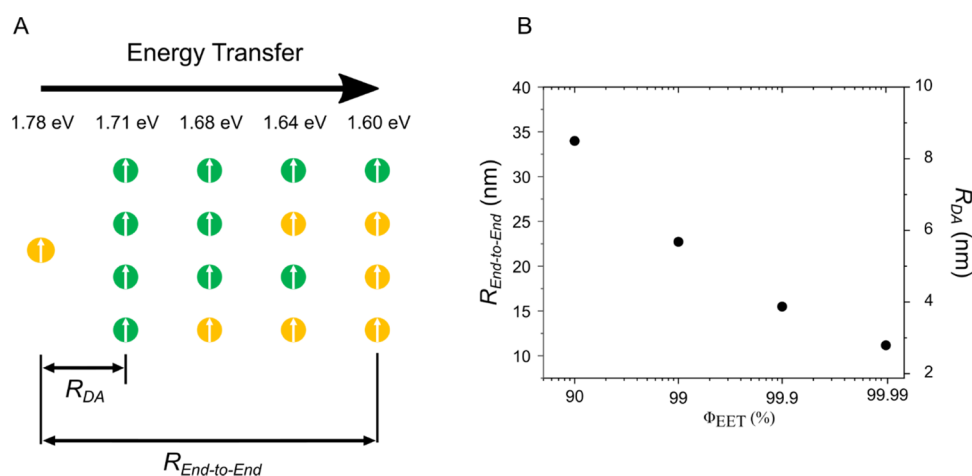 A
Energy Transfer
1.78 eV 1.71 eV 1.68 eV 1.64 eV 1.60 eV
R_DA
R_End-to-End
B
40
35
30
25
20
15
10
R_End-to-End (nm)
10
8
6
4
2
R_DA (nm)
90 99 99.9 99.99
Φ_EET (%)